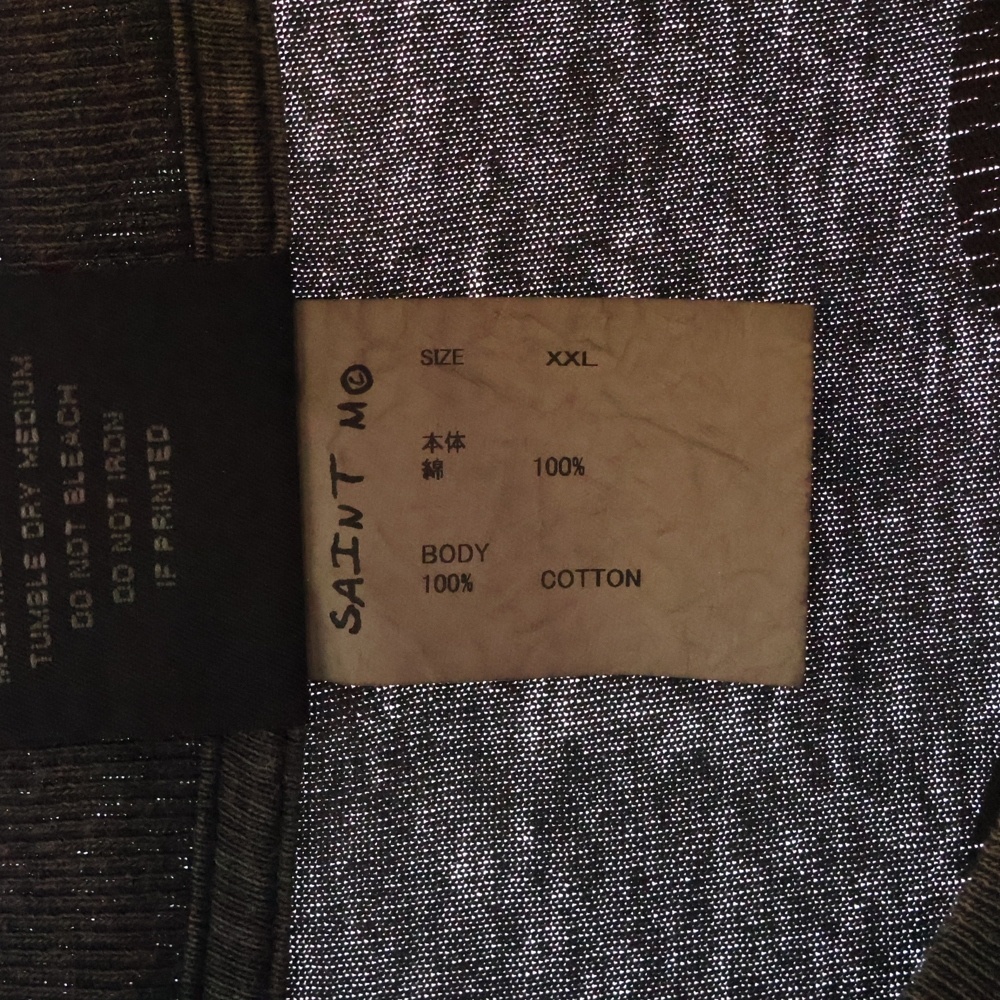 TUMBLE DRY MEDIUM
DO NOT BLEACH
DO NOT IRON
IF PRINTED
SAINT M©
SIZE XXL
本体
綿 100%
BODY
100% COTTON